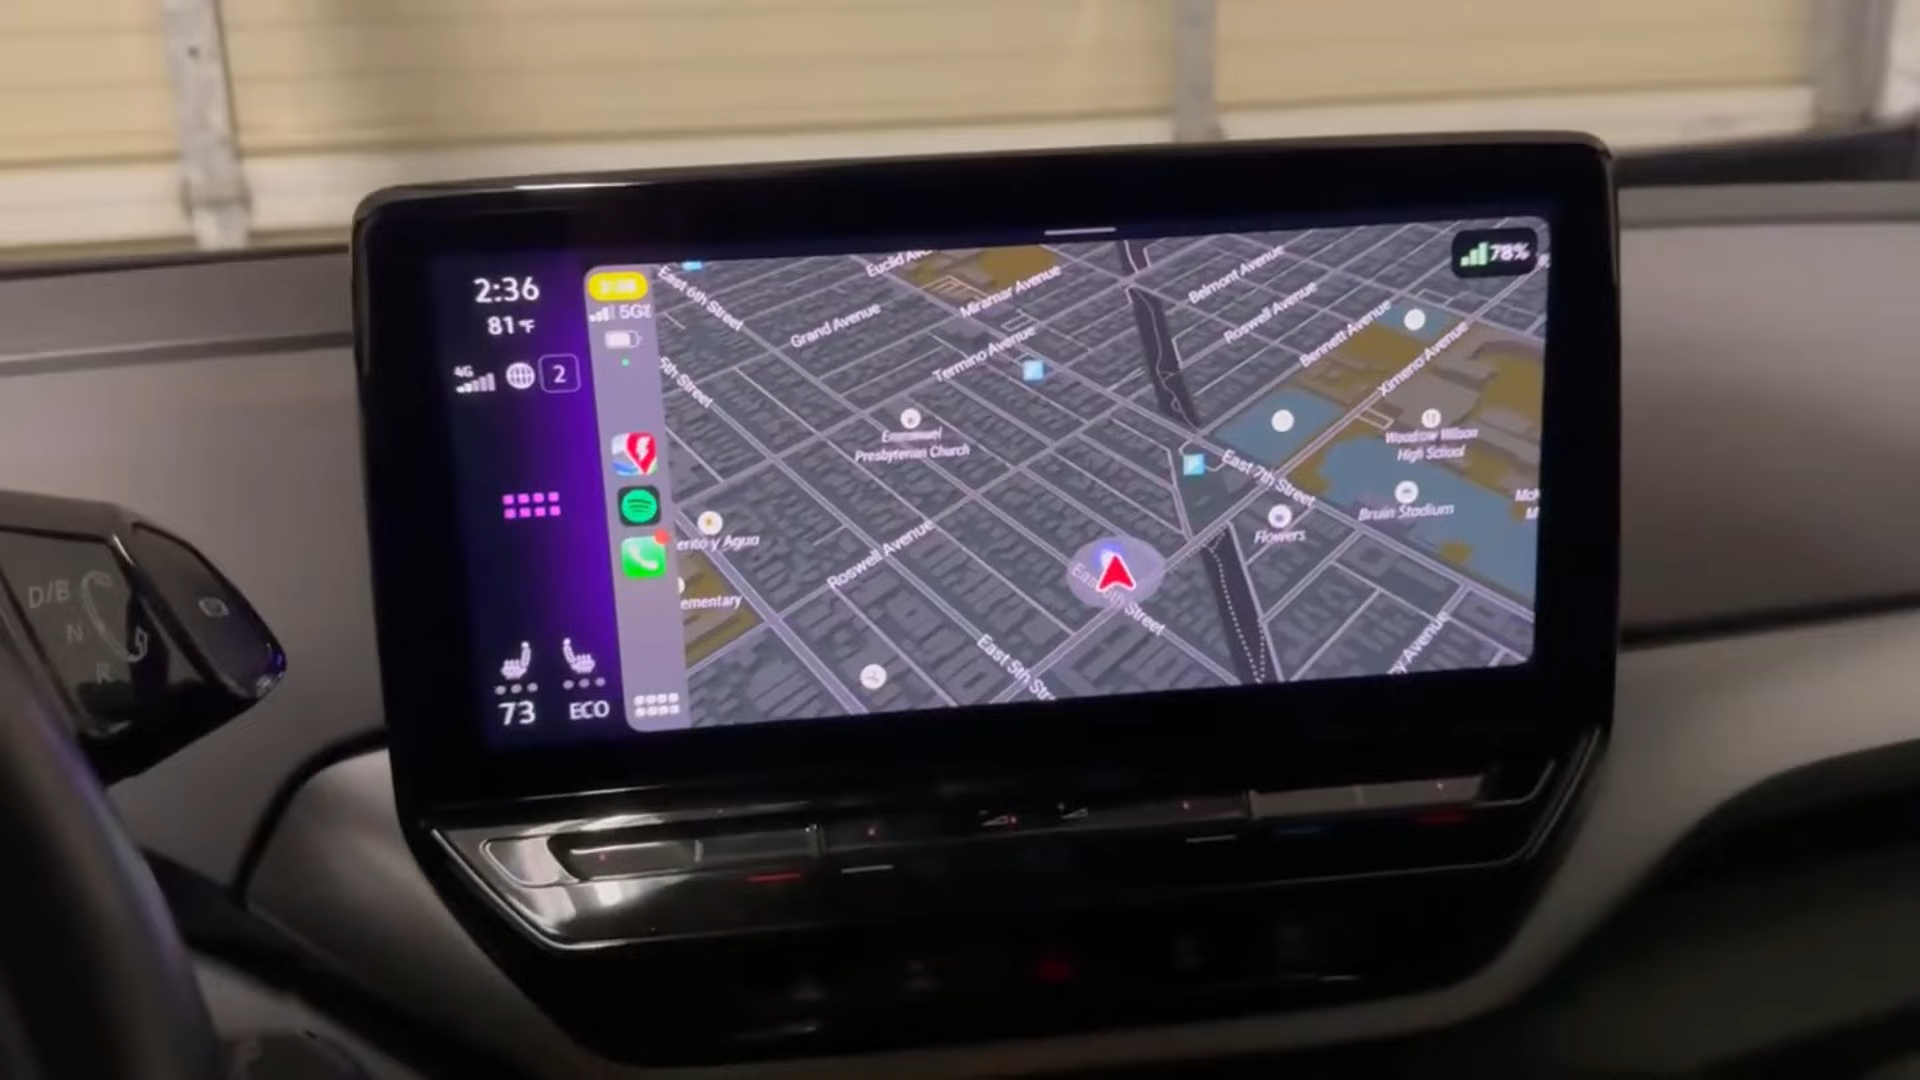 2:36
81°F
4G
2
5G
78%
East 6th Street
Euclid Av
Grand Avenue
Miramar Avenue
Termino Avenue
Belmont Avenue
Roswell Avenue
Bennett Avenue
Ximeno Avenue
5th Street
Emmanuel
Presbyterian Church
Woodrow Wilson
High School
East 7th Street
Bruin Stadium
Flowers
ento y Agua
Roswell Avenue
ementary
East 6th Street
East 5th Str
y Avenue
73
ECO
D/B
N
R